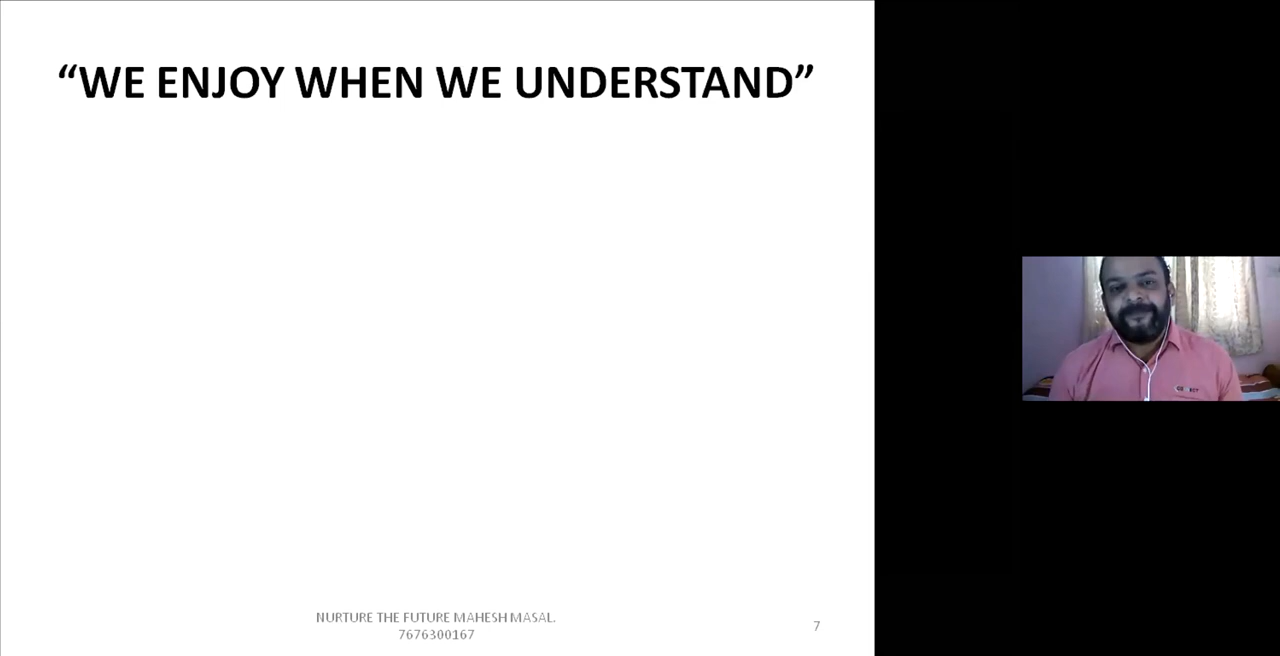 “WE ENJOY WHEN WE UNDERSTAND”
NURTURE THE FUTURE MAHESH MASAL.
7676300167
7